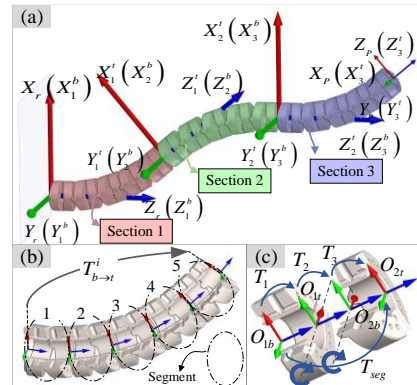 (a)
X_2^t (X_3^b)
X_r (X_1^b)
X_1^t (X_2^b)
Z_1^t (Z_2^b)
Z_P (Z_3^t)
X_P (X_3^t)
Y_1^t (Y_2^b)
Y_2^t (Y_3^b)
Y_P (Y_3^t)
Z_2^t (Z_3^b)
Section 2
Section 3
Z_r (Z_1^b)
Y_r (Y_1^b)
Section 1
(b)
T_{b→t}^i
1
2
3
4
5
Segment
(c)
T_1
T_2
T_3
O_{1b}
O_{1t}
O_{2b}
O_{2t}
T_{seg}